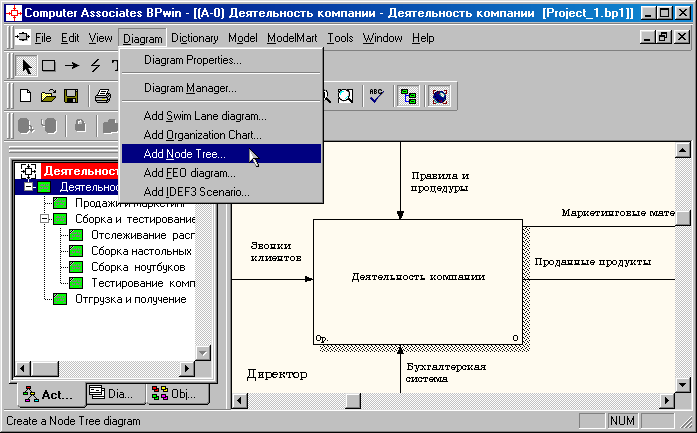 Computer Associates BPwin - [(A-0) Деятельность компании - Деятельность компании [Project_1.bp1]]
File Edit View Diagram Dictionary Model ModelMart Tools Window Help
Diagram Properties...
Diagram Manager...
Add Swim Lane diagram...
Add Organization Chart...
Add Node Tree...
Add FEO diagram...
Add IDEF3 Scenario...
T
ABC
Деятельность
Деятельнос
Продажи и маркетинг
Сборка и тестирование
Отслеживание расп
Сборка настольных
Сборка ноутбуков
Тестирование комп
Отгрузка и получение
Правила и
процедуры
Маркетинговые мате
Звонки
клиентов
Деятельность компании
Проданные продукты
0р.
0
Бухгалтерская
система
Директор
Act...
Dia...
Obj...
Create a Node Tree diagram
NUM